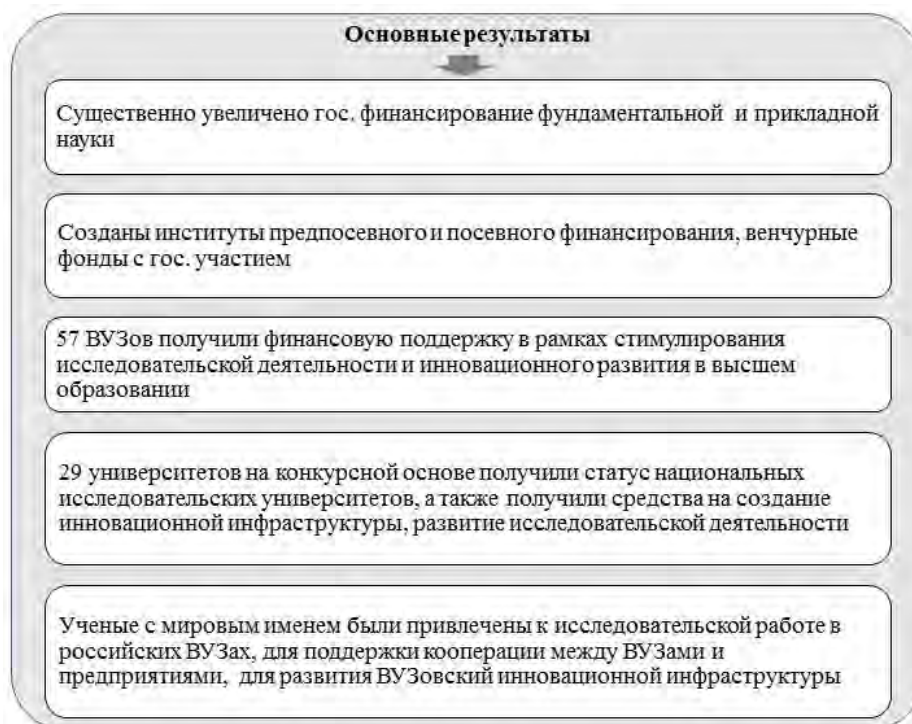 Основные результаты
Существенно увеличено гос. финансирование фундаментальной и прикладной
науки
Созданы институты предпосевного и посевного финансирования, венчурные
фонды с гос. участием
57 ВУЗов получили финансовую поддержку в рамках стимулирования
исследовательской деятельности и инновационного развития в высшем
образовании
29 университетов на конкурсной основе получили статус национальных
исследовательских университетов, а также получили средства на создание
инновационной инфраструктуры, развитие исследовательской деятельности
Ученые с мировым именем были привлечены к исследовательской работе в
российских ВУЗах, для поддержки кооперации между ВУЗами и
предприятиями, для развития ВУЗовский инновационной инфраструктуры